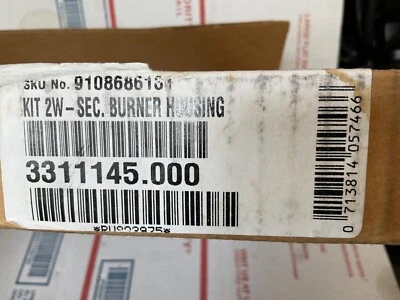 SKU No. 9108686181
KIT 2W-SEC. BURNER HOUSING
3311145.000
0 713814 057466